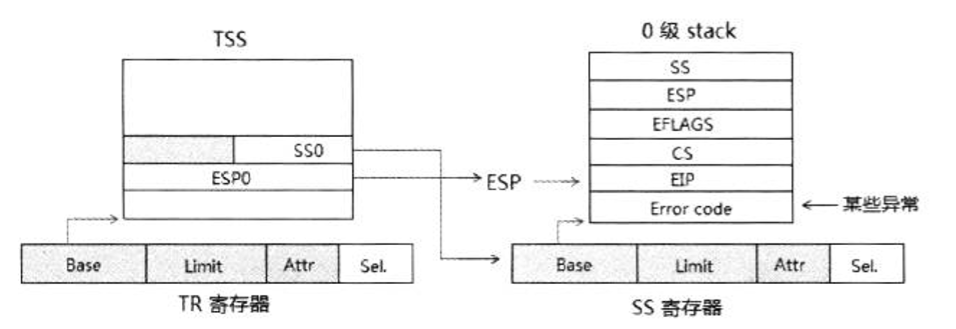 TSS
SS0
ESP0
Base
Limit
Attr
Sel.
TR 寄存器
ESP
0 级 stack
SS
ESP
EFLAGS
CS
EIP
Error code
某些异常
Base
Limit
Attr
Sel.
SS 寄存器